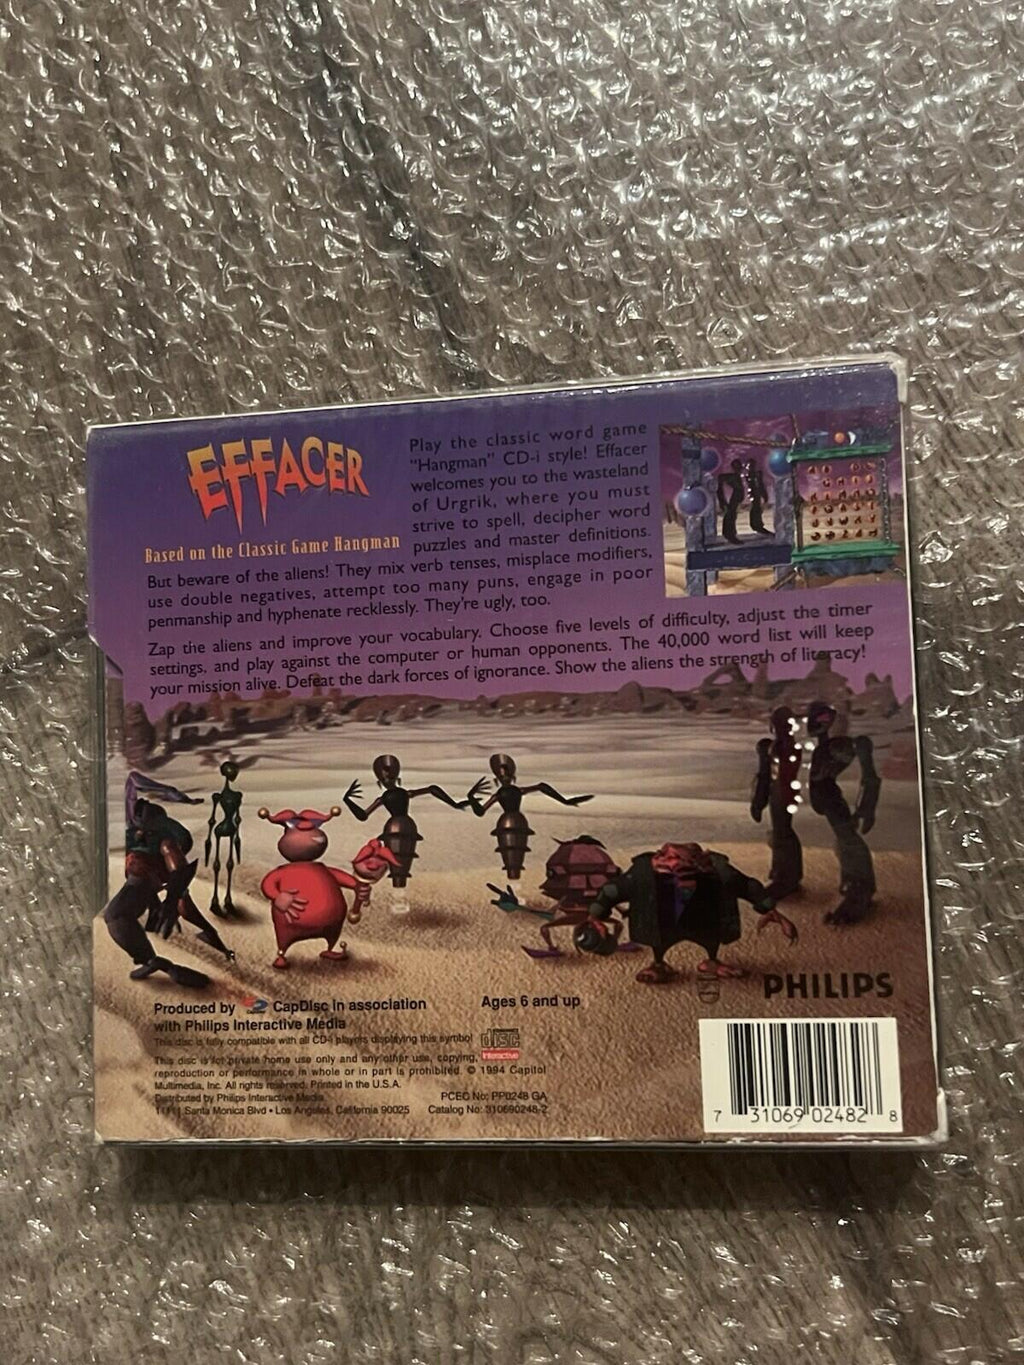 EFFACER
Based on the Classic Game Hangman
Play the classic word game
"Hangman" CD-i style! Effacer
welcomes you to the wasteland
of Urgrik, where you must
strive to spell, decipher word
puzzles and master definitions.
But beware of the aliens! They mix verb tenses, misplace modifiers,
use double negatives, attempt too many puns, engage in poor
penmanship and hyphenate recklessly. They're ugly, too.
Zap the aliens and improve your vocabulary. Choose five levels of difficulty, adjust the timer
settings, and play against the computer or human opponents. The 40,000 word list will keep
your mission alive. Defeat the dark forces of ignorance. Show the aliens the strength of literacy!
Produced by CapDisc in association
with Philips Interactive Media
Ages 6 and up
PHILIPS
This disc is fully compatible with all CD-i players displaying this symbol
disc
Interactive
This disc is for private home use only and any other use, copying,
reproduction or performance in whole or in part is prohibited. © 1994 Capitol
Multimedia, Inc. All rights reserved. Printed in the U.S.A.
Distributed by Philips Interactive Media
11111 Santa Monica Blvd • Los Angeles, California 90025
PCEC No: PP0248 GA
Catalog No: 310690248-2
7 31069 02482 8